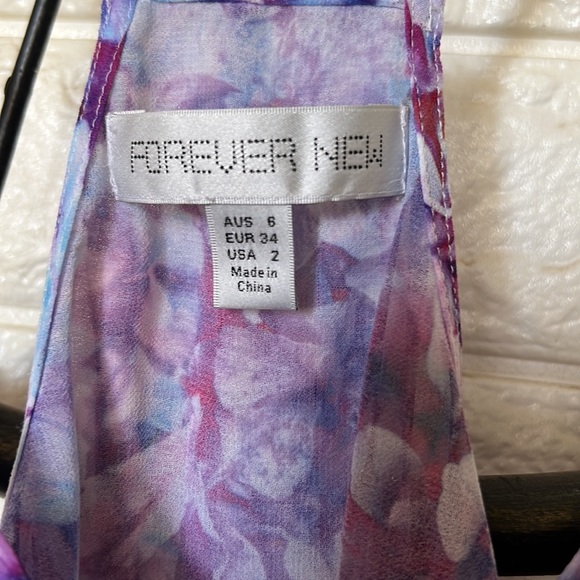 FOREVER NEW
AUS 6
EUR 34
USA 2
Made in
China